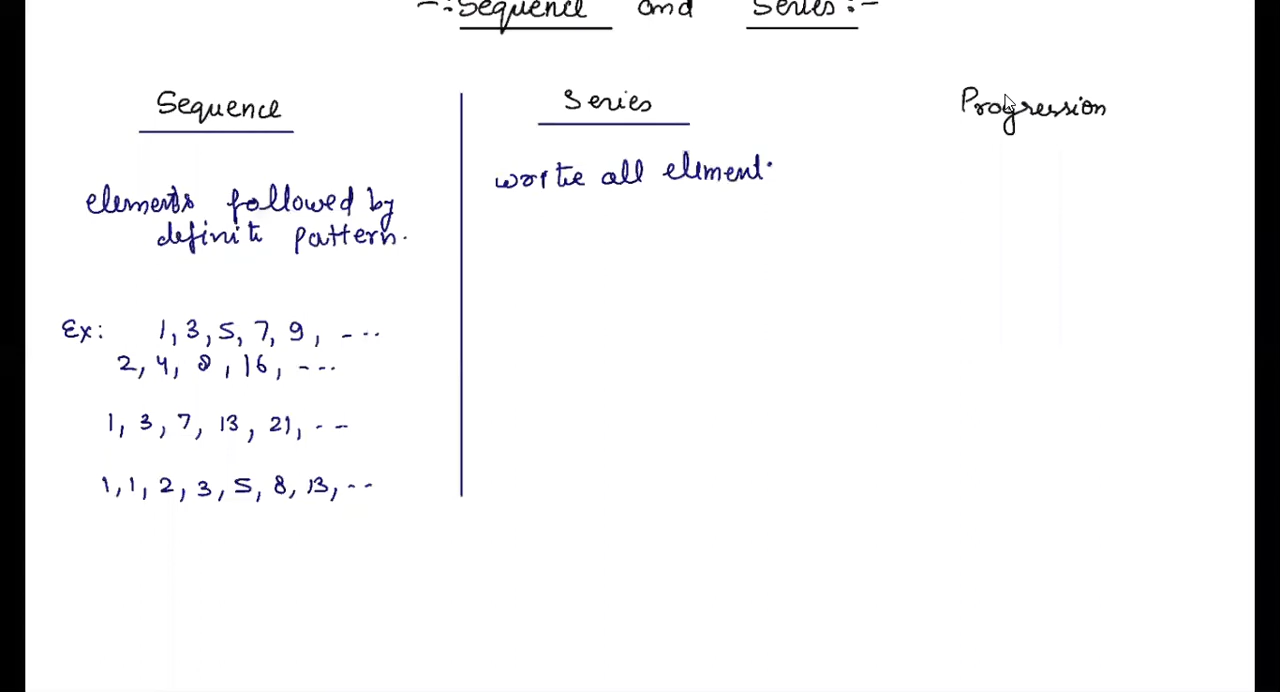 -:Sequence and Series:-
Sequence
Series
Progression
elements followed by
definite pattern.
write all element.
Ex: 1, 3, 5, 7, 9, ---
2, 4, 8, 16, ---
1, 3, 7, 13, 21, --
1, 1, 2, 3, 5, 8, 13, --